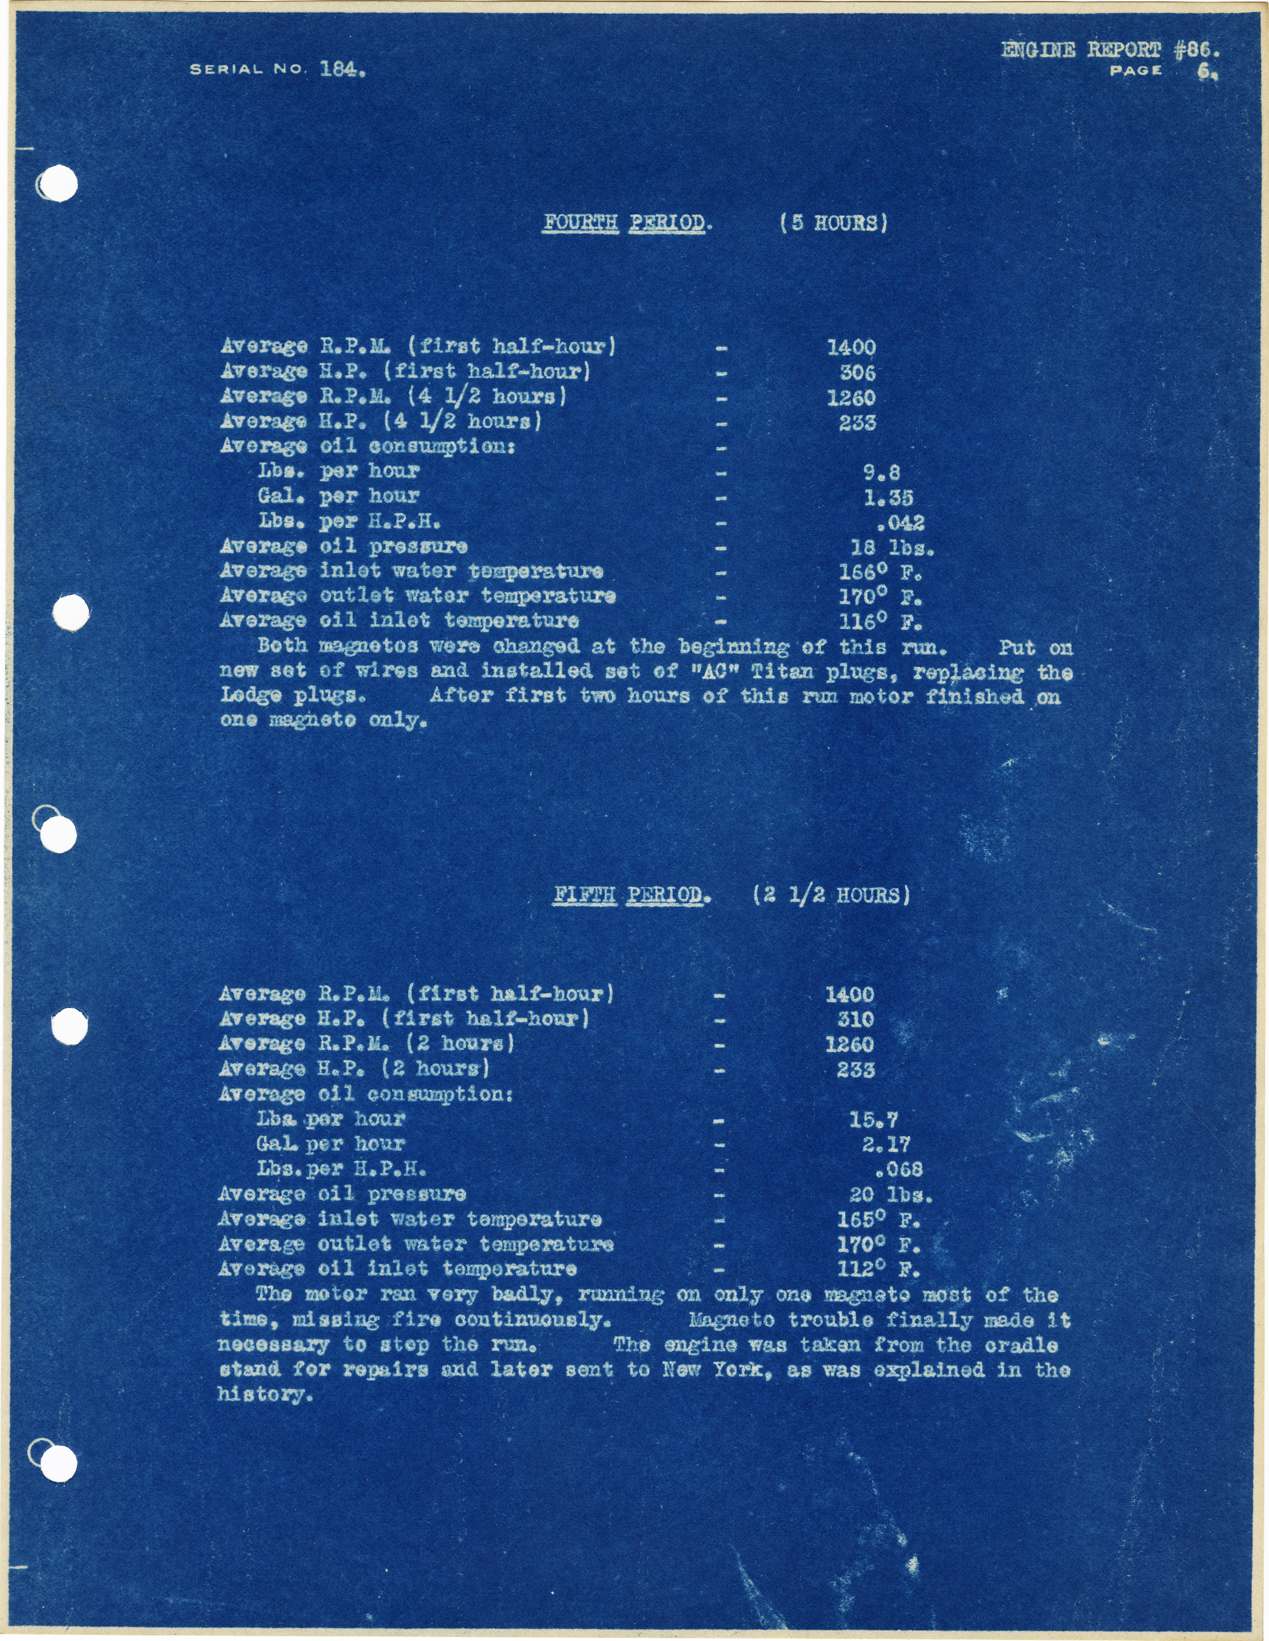 SERIAL NO. 184.
ENGINE REPORT #86.
PAGE 6.
FOURTH PERIOD. (5 HOURS)
Average R.P.M. (first half-hour) - 1400
Average H.P. (first half-hour) - 306
Average R.P.M. (4 1/2 hours) - 1260
Average H.P. (4 1/2 hours) - 233
Average oil consumption: -
Lbs. per hour - 9.8
Gal. per hour - 1.35
Lbs. per H.P.H. - .042
Average oil pressure - 18 lbs.
Average inlet water temperature - 166° F.
Average outlet water temperature - 170° F.
Average oil inlet temperature - 116° F.
Both magnetos were changed at the beginning of this run. Put on
new set of wires and installed set of "AC" Titan plugs, replacing the
Lodge plugs. After first two hours of this run motor finished on
one magneto only.
FIFTH PERIOD. (2 1/2 HOURS)
Average R.P.M. (first half-hour) - 1400
Average H.P. (first half-hour) - 310
Average R.P.M. (2 hours) - 1260
Average H.P. (2 hours) - 233
Average oil consumption:
Lbs. per hour - 15.7
Gal. per hour - 2.17
Lbs. per H.P.H. - .068
Average oil pressure - 20 lbs.
Average inlet water temperature - 165° F.
Average outlet water temperature - 170° F.
Average oil inlet temperature - 112° F.
The motor ran very badly, running on only one magneto most of the
time, missing fire continuously. Magneto trouble finally made it
necessary to stop the run. The engine was taken from the cradle
stand for repairs and later sent to New York, as was explained in the
history.